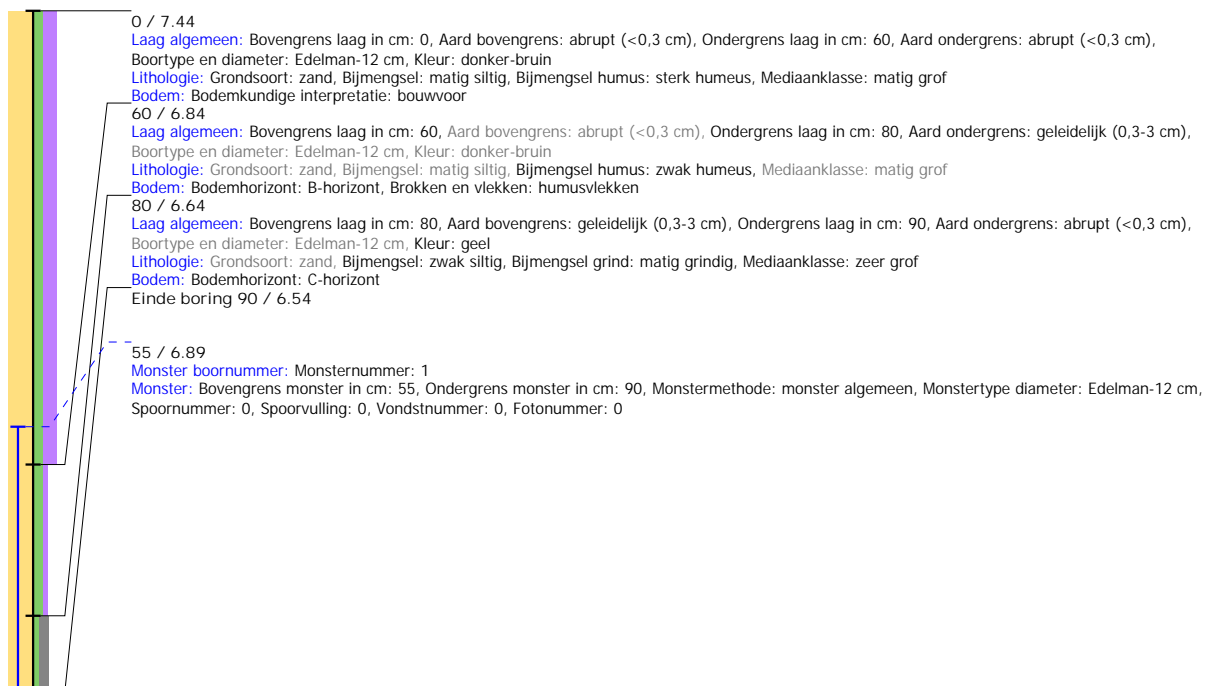 0 / 7.44
Laag algemeen: Bovengrens laag in cm: 0, Aard bovengrens: abrupt (<0,3 cm), Ondergrens laag in cm: 60, Aard ondergrens: abrupt (<0,3 cm),
Boortype en diameter: Edelman-12 cm, Kleur: donker-bruin
Lithologie: Grondsoort: zand, Bijmengsel: matig siltig, Bijmengsel humus: sterk humeus, Mediaanklasse: matig grof
Bodem: Bodemkundige interpretatie: bouwvoor
60 / 6.84
Laag algemeen: Bovengrens laag in cm: 60, Aard bovengrens: abrupt (<0,3 cm), Ondergrens laag in cm: 80, Aard ondergrens: geleidelijk (0,3-3 cm),
Boortype en diameter: Edelman-12 cm, Kleur: donker-bruin
Lithologie: Grondsoort: zand, Bijmengsel: matig siltig, Bijmengsel humus: zwak humeus, Mediaanklasse: matig grof
Bodem: Bodemhorizont: B-horizont, Brokken en vlekken: humusvlekken
80 / 6.64
Laag algemeen: Bovengrens laag in cm: 80, Aard bovengrens: geleidelijk (0,3-3 cm), Ondergrens laag in cm: 90, Aard ondergrens: abrupt (<0,3 cm),
Boortype en diameter: Edelman-12 cm, Kleur: geel
Lithologie: Grondsoort: zand, Bijmengsel: zwak siltig, Bijmengsel grind: matig grindig, Mediaanklasse: zeer grof
Bodem: Bodemhorizont: C-horizont
Einde boring 90 / 6.54
55 / 6.89
Monster boornummer: Monsternummer: 1
Monster: Bovengrens monster in cm: 55, Ondergrens monster in cm: 90, Monstermethode: monster algemeen, Monstertype diameter: Edelman-12 cm,
Spoornummer: 0, Spoorvulling: 0, Vondstnummer: 0, Fotonummer: 0